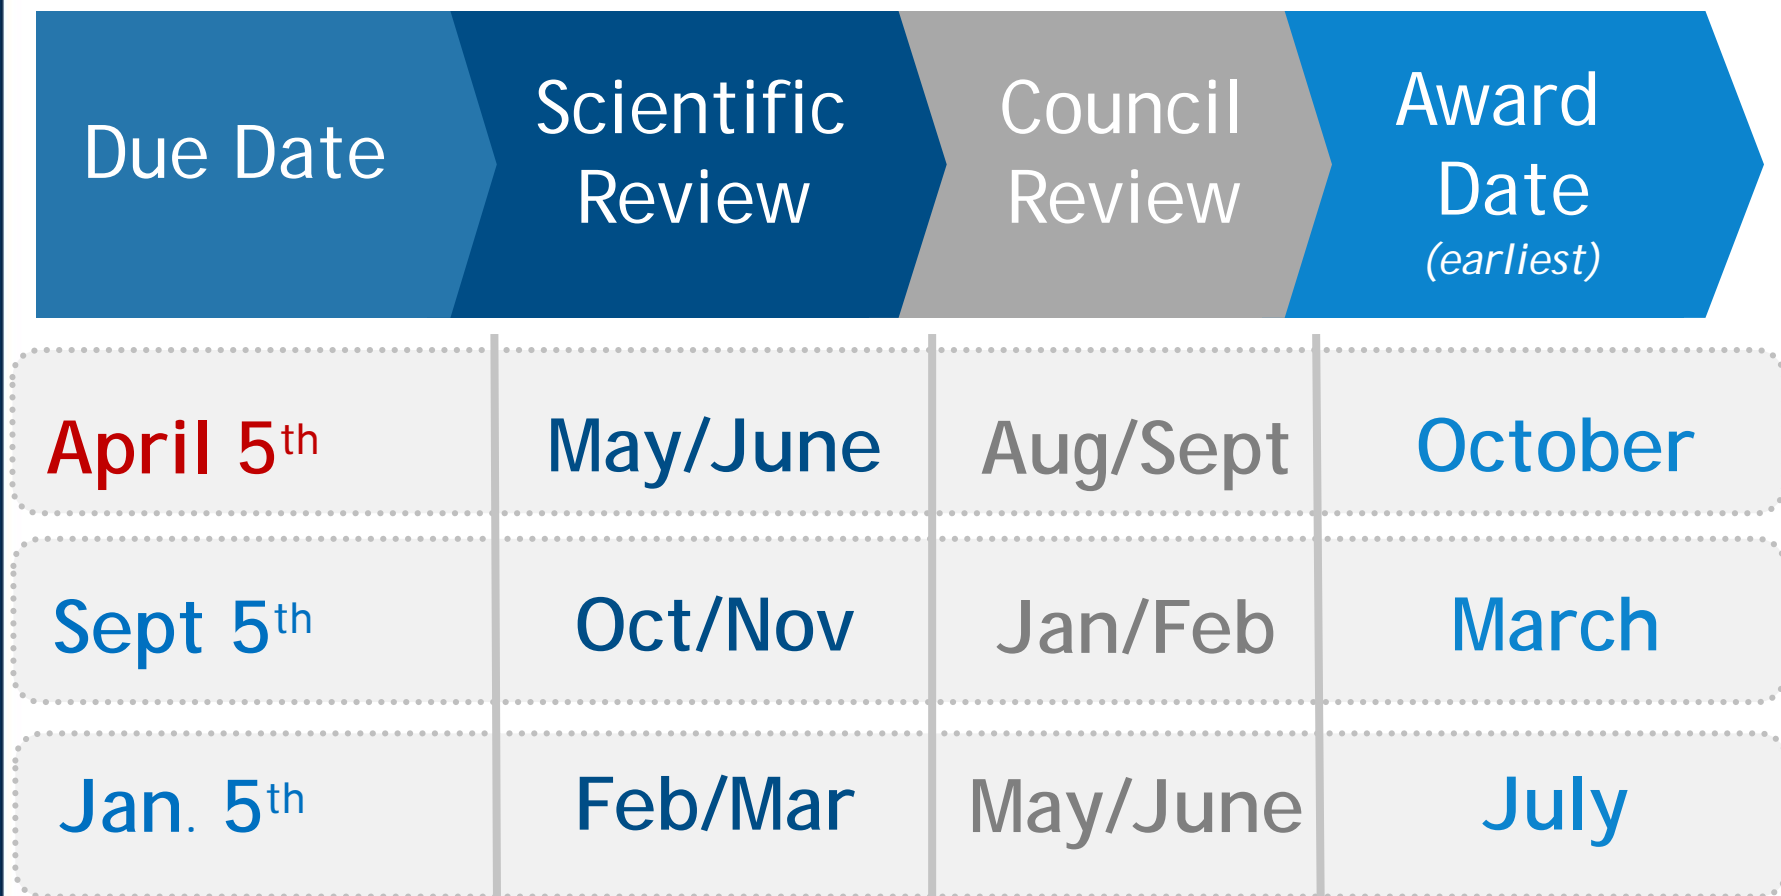 Due Date
Scientific
Review
Council
Review
Award
Date
(earliest)
April 5th
May/June
Aug/Sept
October
Sept 5th
Oct/Nov
Jan/Feb
March
Jan. 5th
Feb/Mar
May/June
July